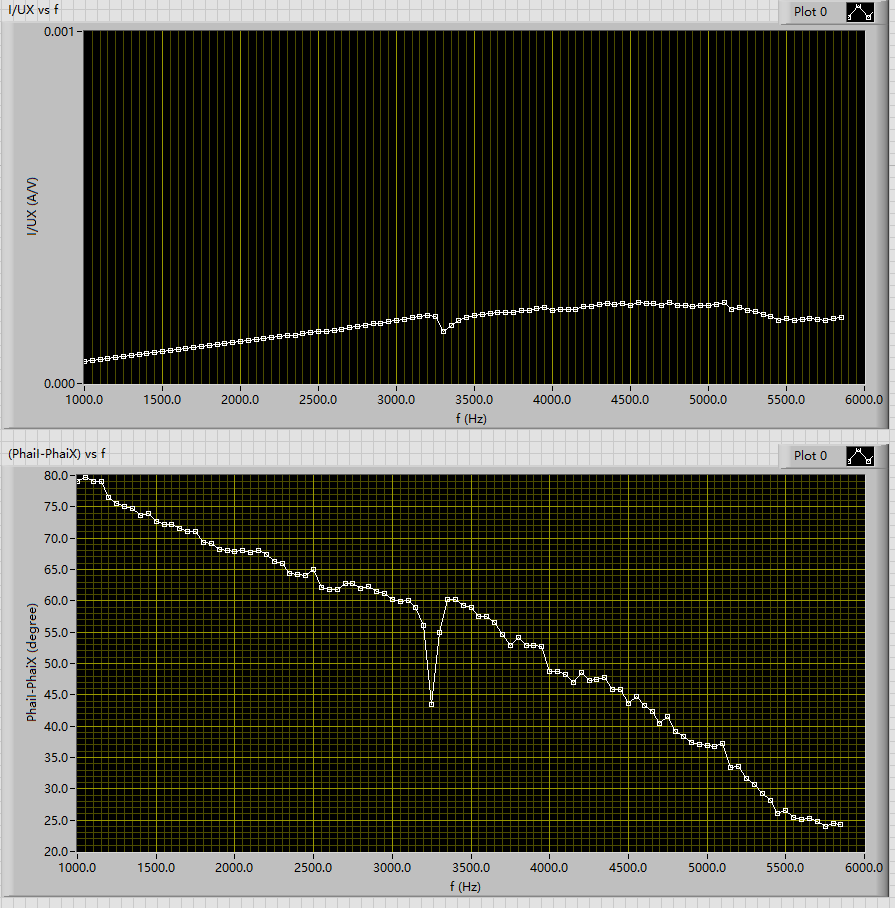 I/UX vs f
Plot 0
0.001
I/UX (A/V)
0.000
1000.0 1500.0 2000.0 2500.0 3000.0 3500.0 4000.0 4500.0 5000.0 5500.0 6000.0
f (Hz)
(PhaiI-PhaiX) vs f
Plot 0
80.0
75.0
70.0
65.0
60.0
55.0
50.0
45.0
40.0
35.0
30.0
25.0
20.0
PhaiI-PhaiX (degree)
1000.0 1500.0 2000.0 2500.0 3000.0 3500.0 4000.0 4500.0 5000.0 5500.0 6000.0
f (Hz)